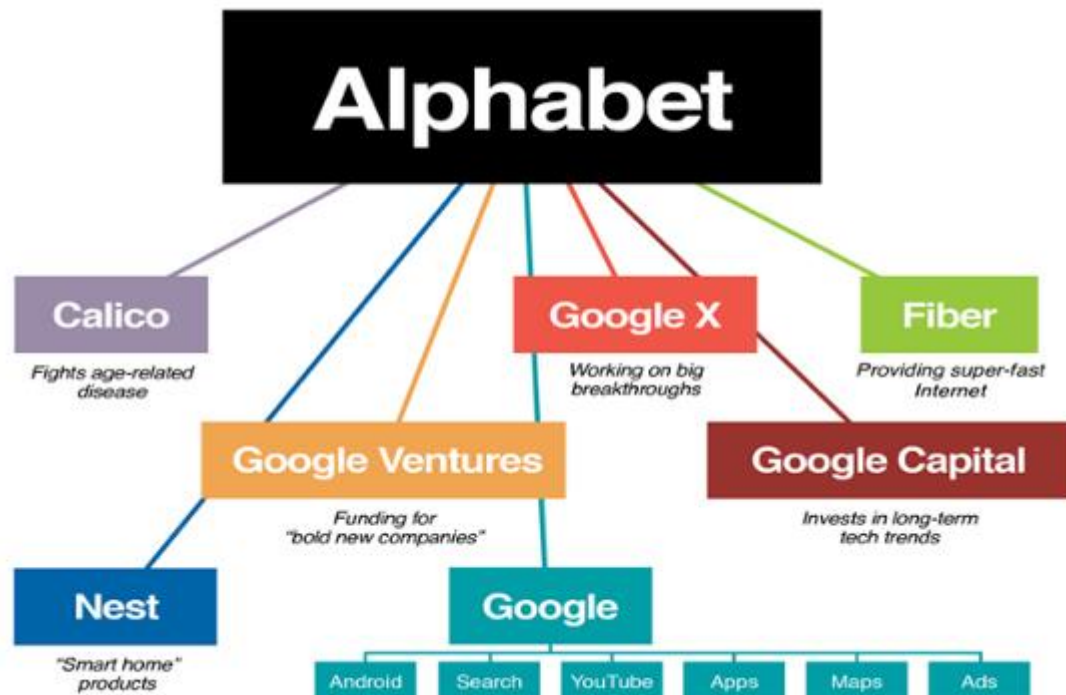 Alphabet
Calico
Fights age-related
disease
Google X
Working on big
breakthroughs
Fiber
Providing super-fast
Internet
Google Ventures
Funding for
“bold new companies”
Google Capital
Invests in long-term
tech trends
Nest
“Smart home”
products
Google
Android
Search
YouTube
Apps
Maps
Ads